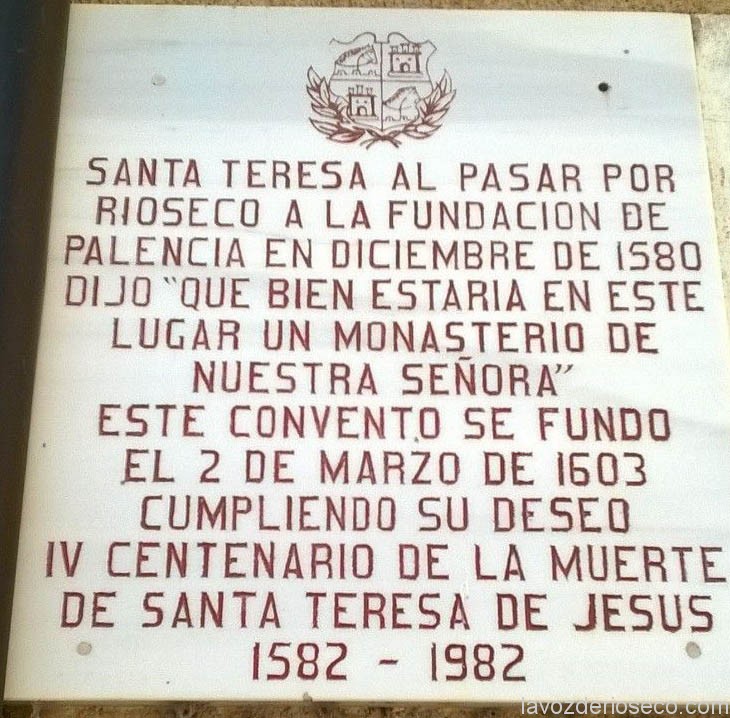 SANTA TERESA AL PASAR POR
RIOSECO A LA FUNDACION DE
PALENCIA EN DICIEMBRE DE 1580
DIJO "QUE BIEN ESTARIA EN ESTE
LUGAR UN MONASTERIO DE
NUESTRA SEÑORA"
ESTE CONVENTO SE FUNDO
EL 2 DE MARZO DE 1603
CUMPLIENDO SU DESEO
IV CENTENARIO DE LA MUERTE
DE SANTA TERESA DE JESUS
1582 - 1982
lavozderioseco.com